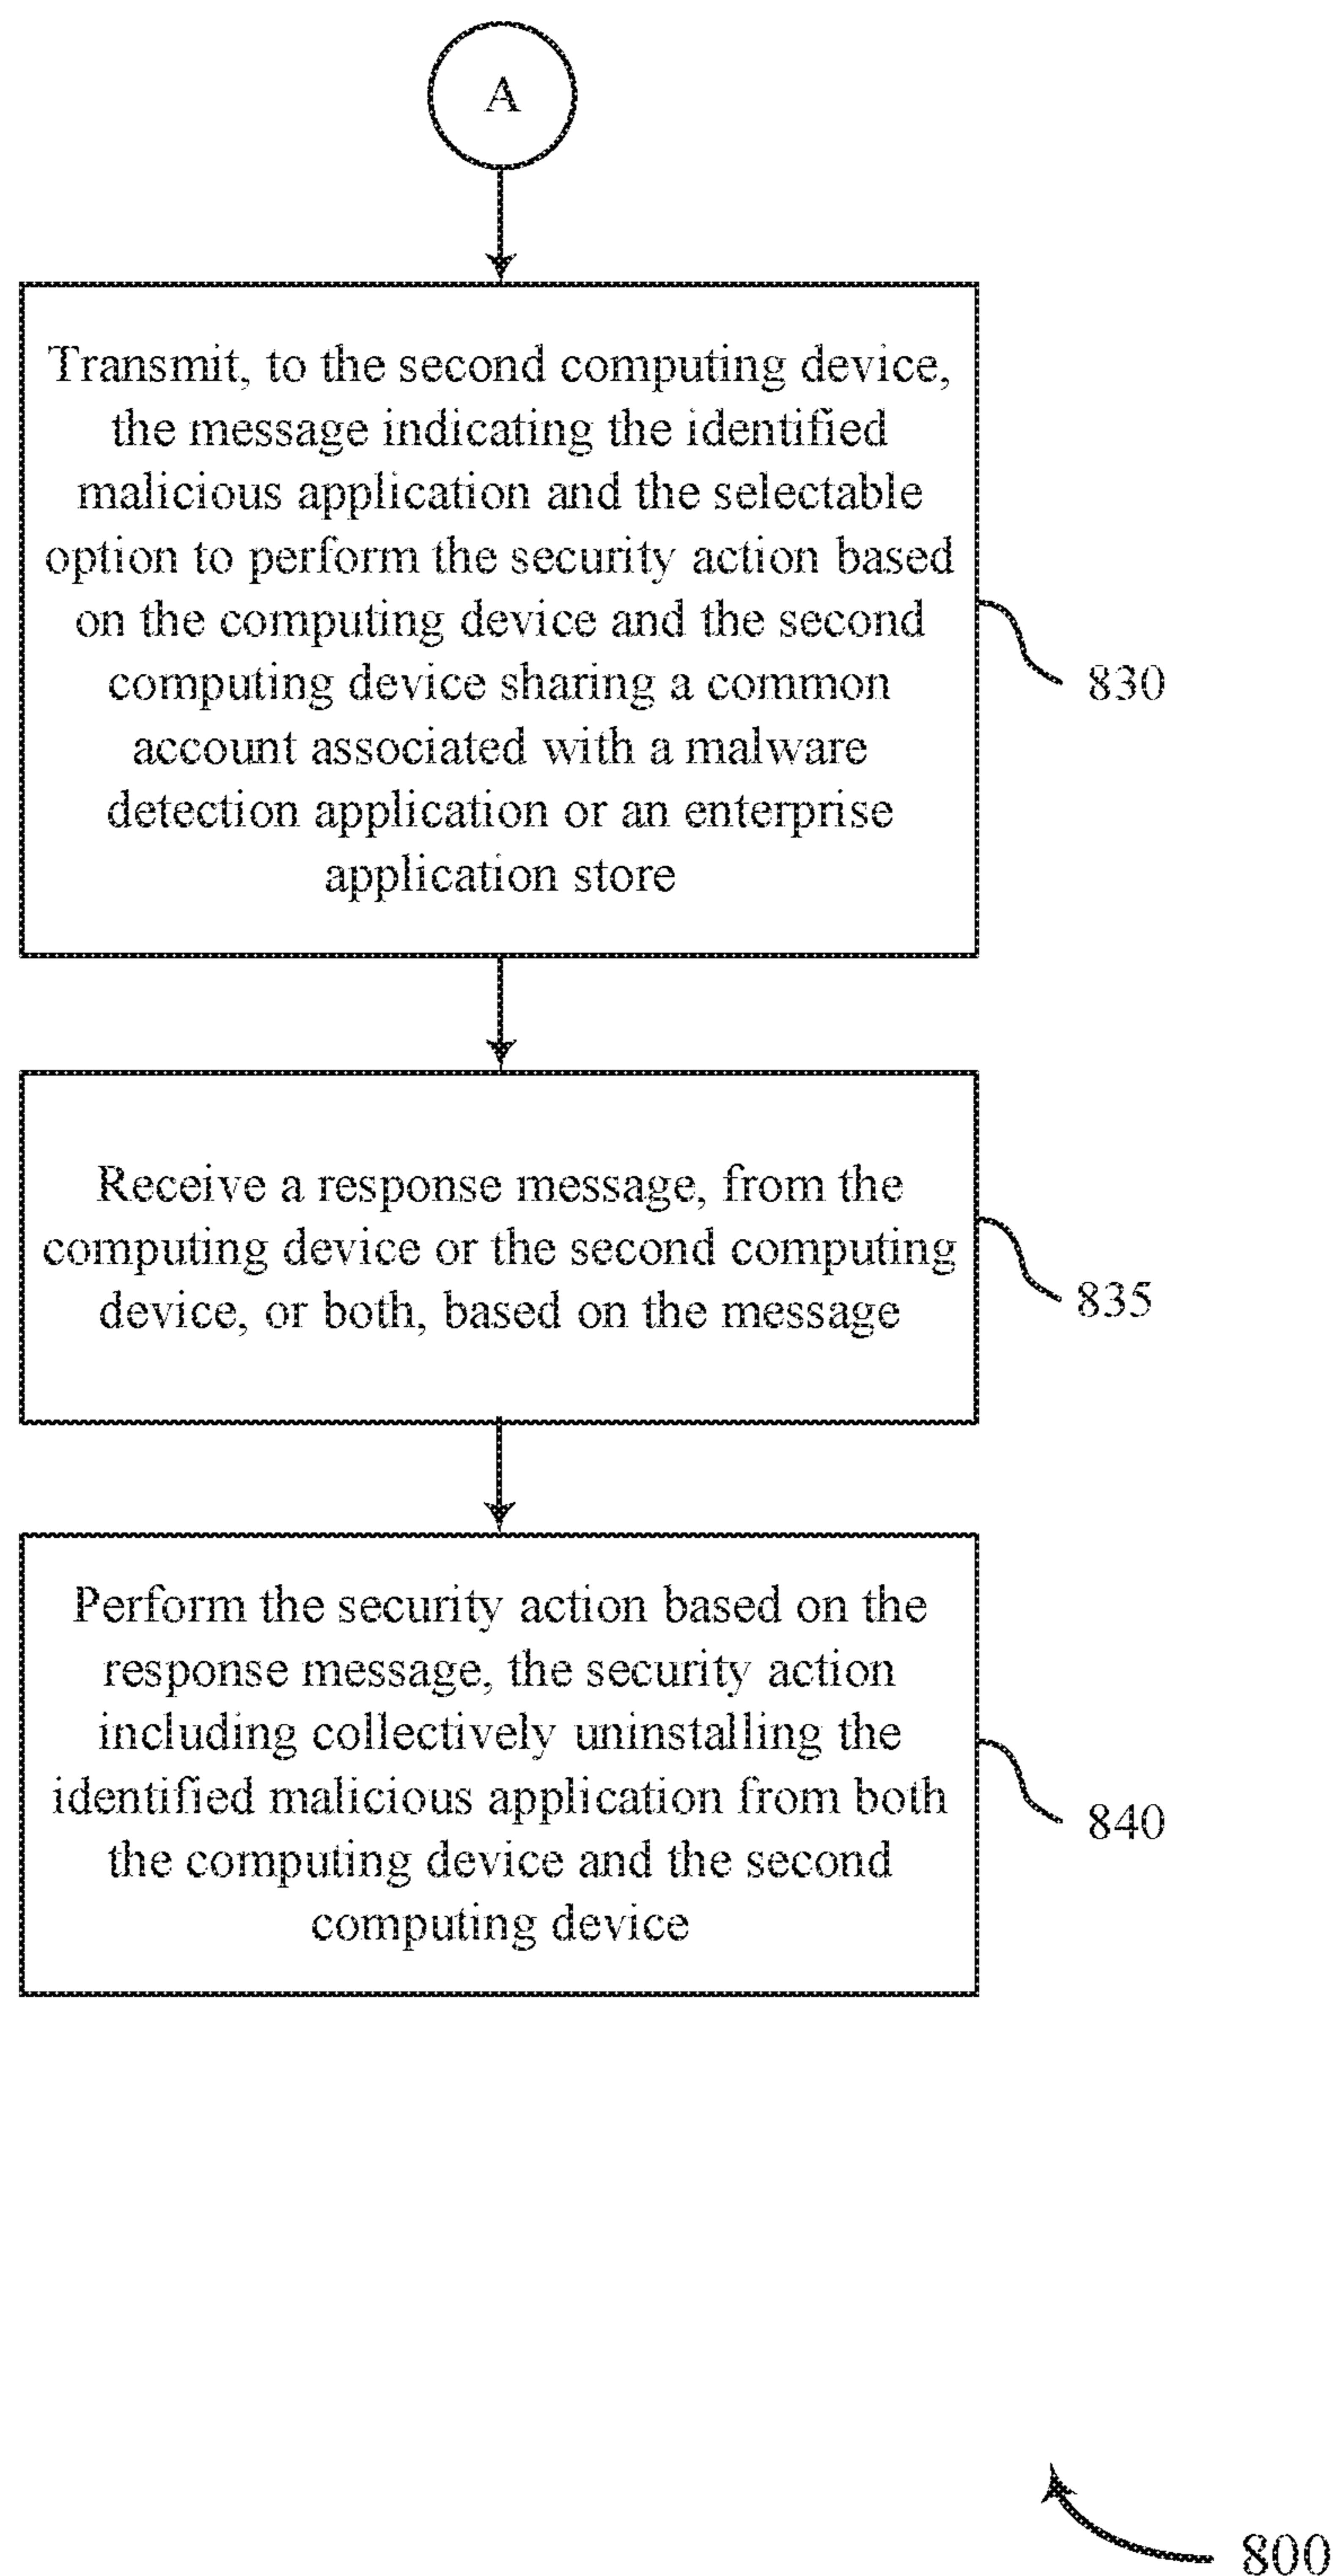 A
Transmit, to the second computing device,
the message indicating the identified
malicious application and the selectable
option to perform the security action based
on the computing device and the second
computing device sharing a common
account associated with a malware
detection application or an enterprise
application store
830
Receive a response message, from the
computing device or the second computing
device, or both, based on the message
835
Perform the security action based on the
response message, the security action
including collectively uninstalling the
identified malicious application from both
the computing device and the second
computing device
840
800